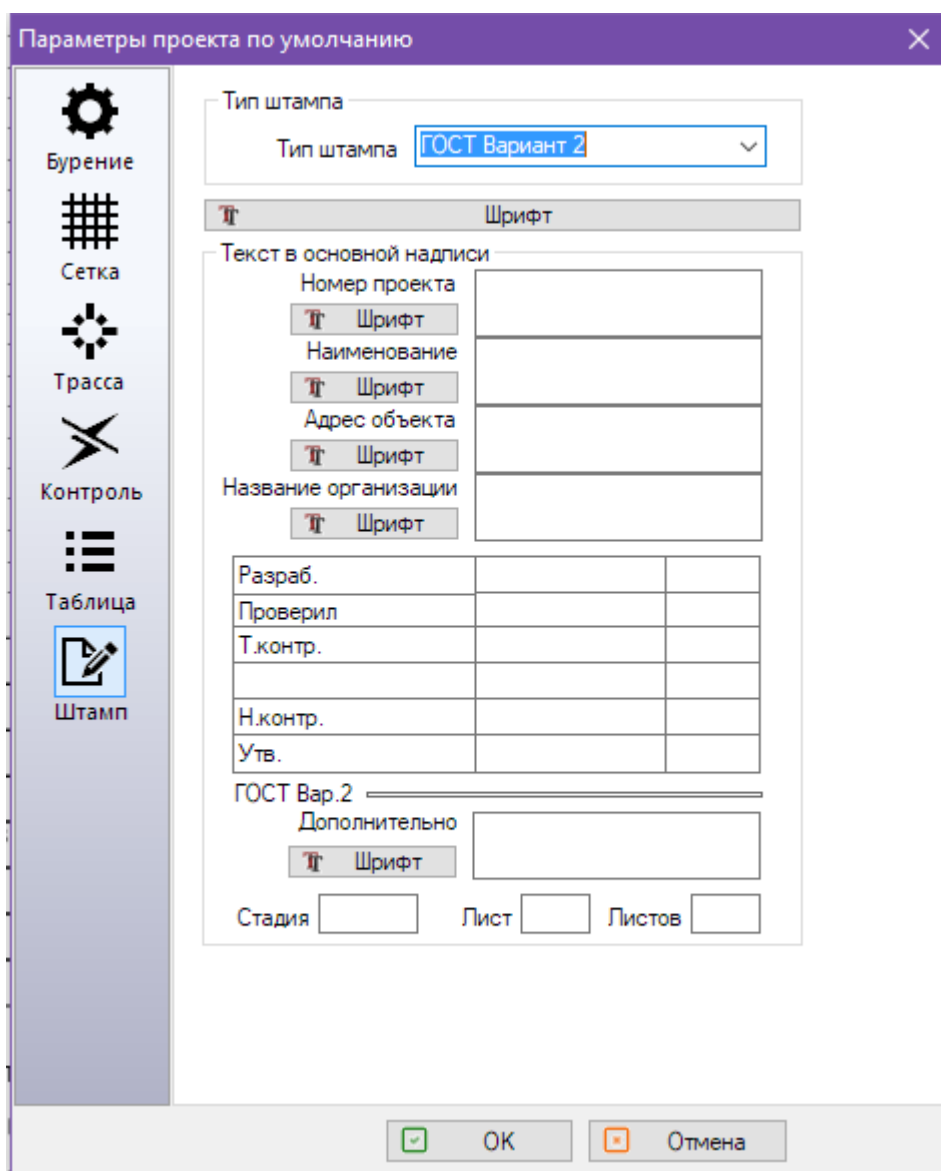 Параметры проекта по умолчанию
Бурение
Сетка
Трасса
Контроль
Таблица
Штамп
Тип штампа
Тип штампа ГОСТ Вариант 2
Шрифт
Текст в основной надписи
Номер проекта
Шрифт
Наименование
Шрифт
Адрес объекта
Шрифт
Название организации
Шрифт
Разраб.
Проверил
Т.контр.
Н.контр.
Утв.
ГОСТ Вар.2
Дополнительно
Шрифт
Стадия Лист Листов
OK Отмена